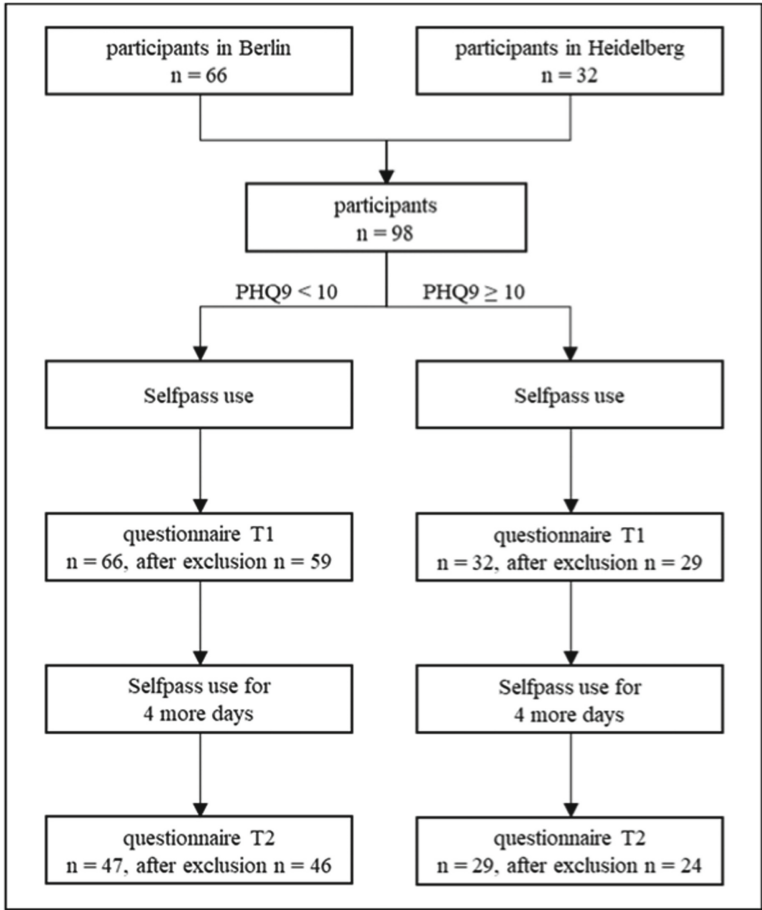 participants in Berlin
n = 66
participants in Heidelberg
n = 32
participants
n = 98
PHQ9 < 10
PHQ9 ≥ 10
Selfpass use
Selfpass use
questionnaire T1
n = 66, after exclusion n = 59
questionnaire T1
n = 32, after exclusion n = 29
Selfpass use for
4 more days
Selfpass use for
4 more days
questionnaire T2
n = 47, after exclusion n = 46
questionnaire T2
n = 29, after exclusion n = 24